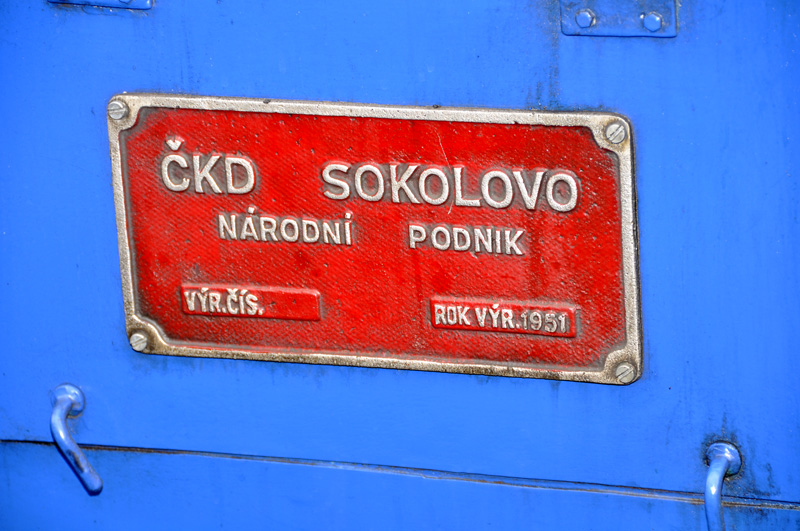 ČKD SOKOLOVO
NÁRODNÍ PODNIK
VÝR.ČÍS.
ROK VÝR.1951